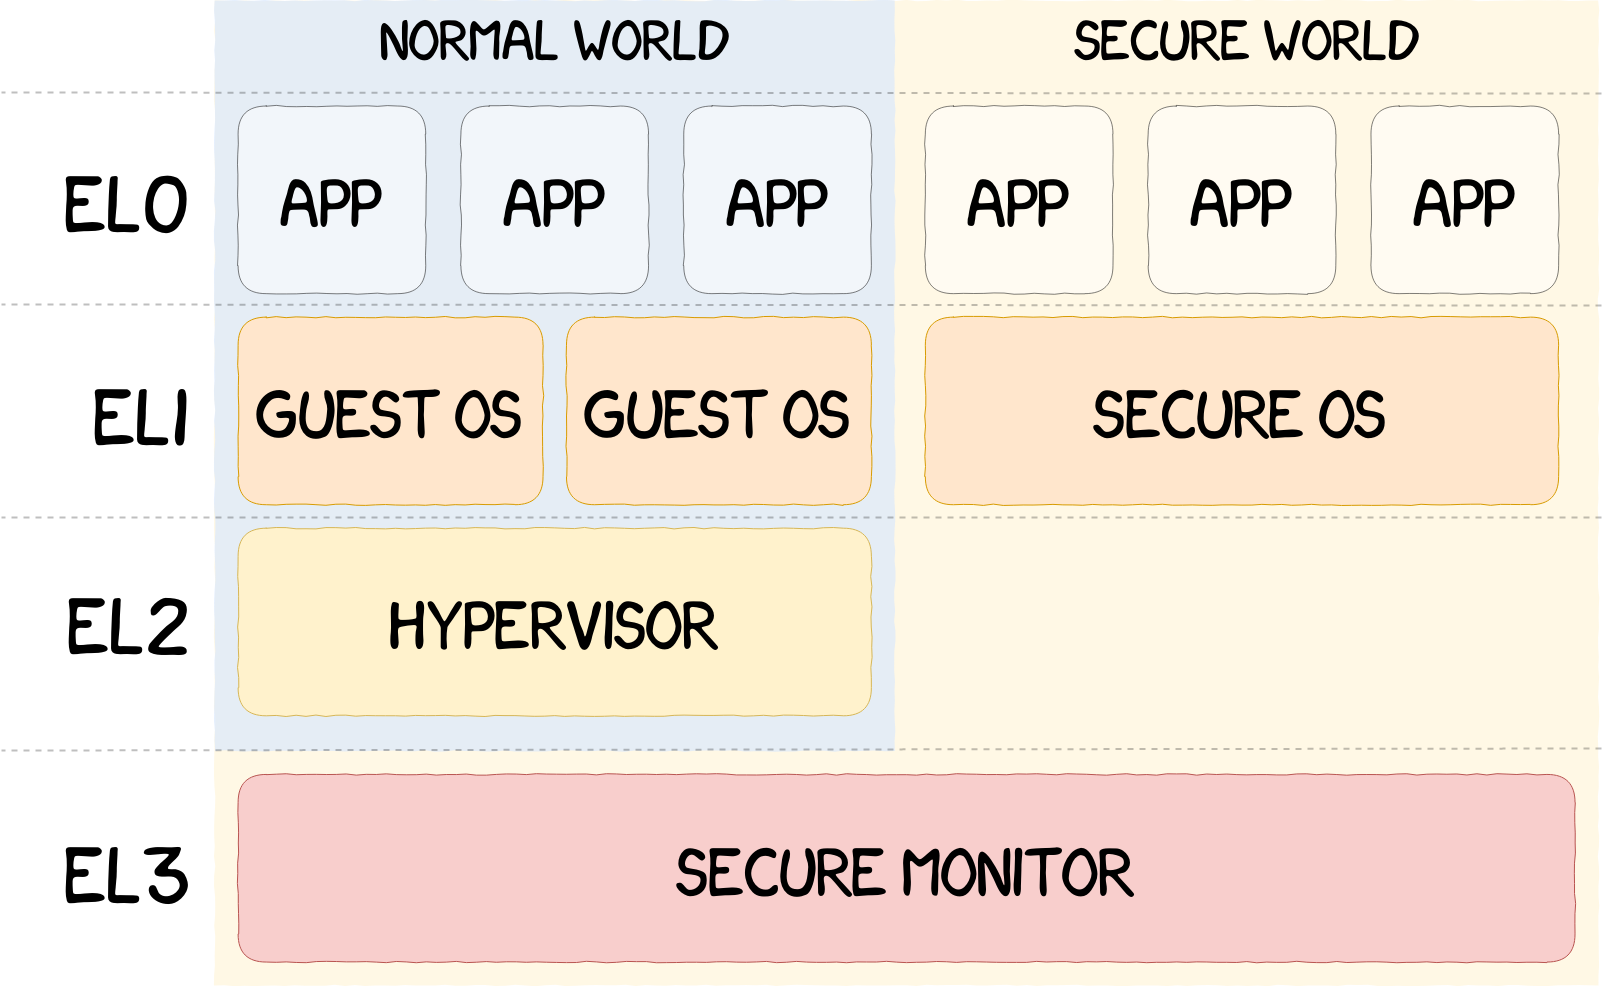 NORMAL WORLD
SECURE WORLD
EL0
APP
APP
APP
APP
APP
APP
EL1
GUEST OS
GUEST OS
SECURE OS
EL2
HYPERVISOR
EL3
SECURE MONITOR